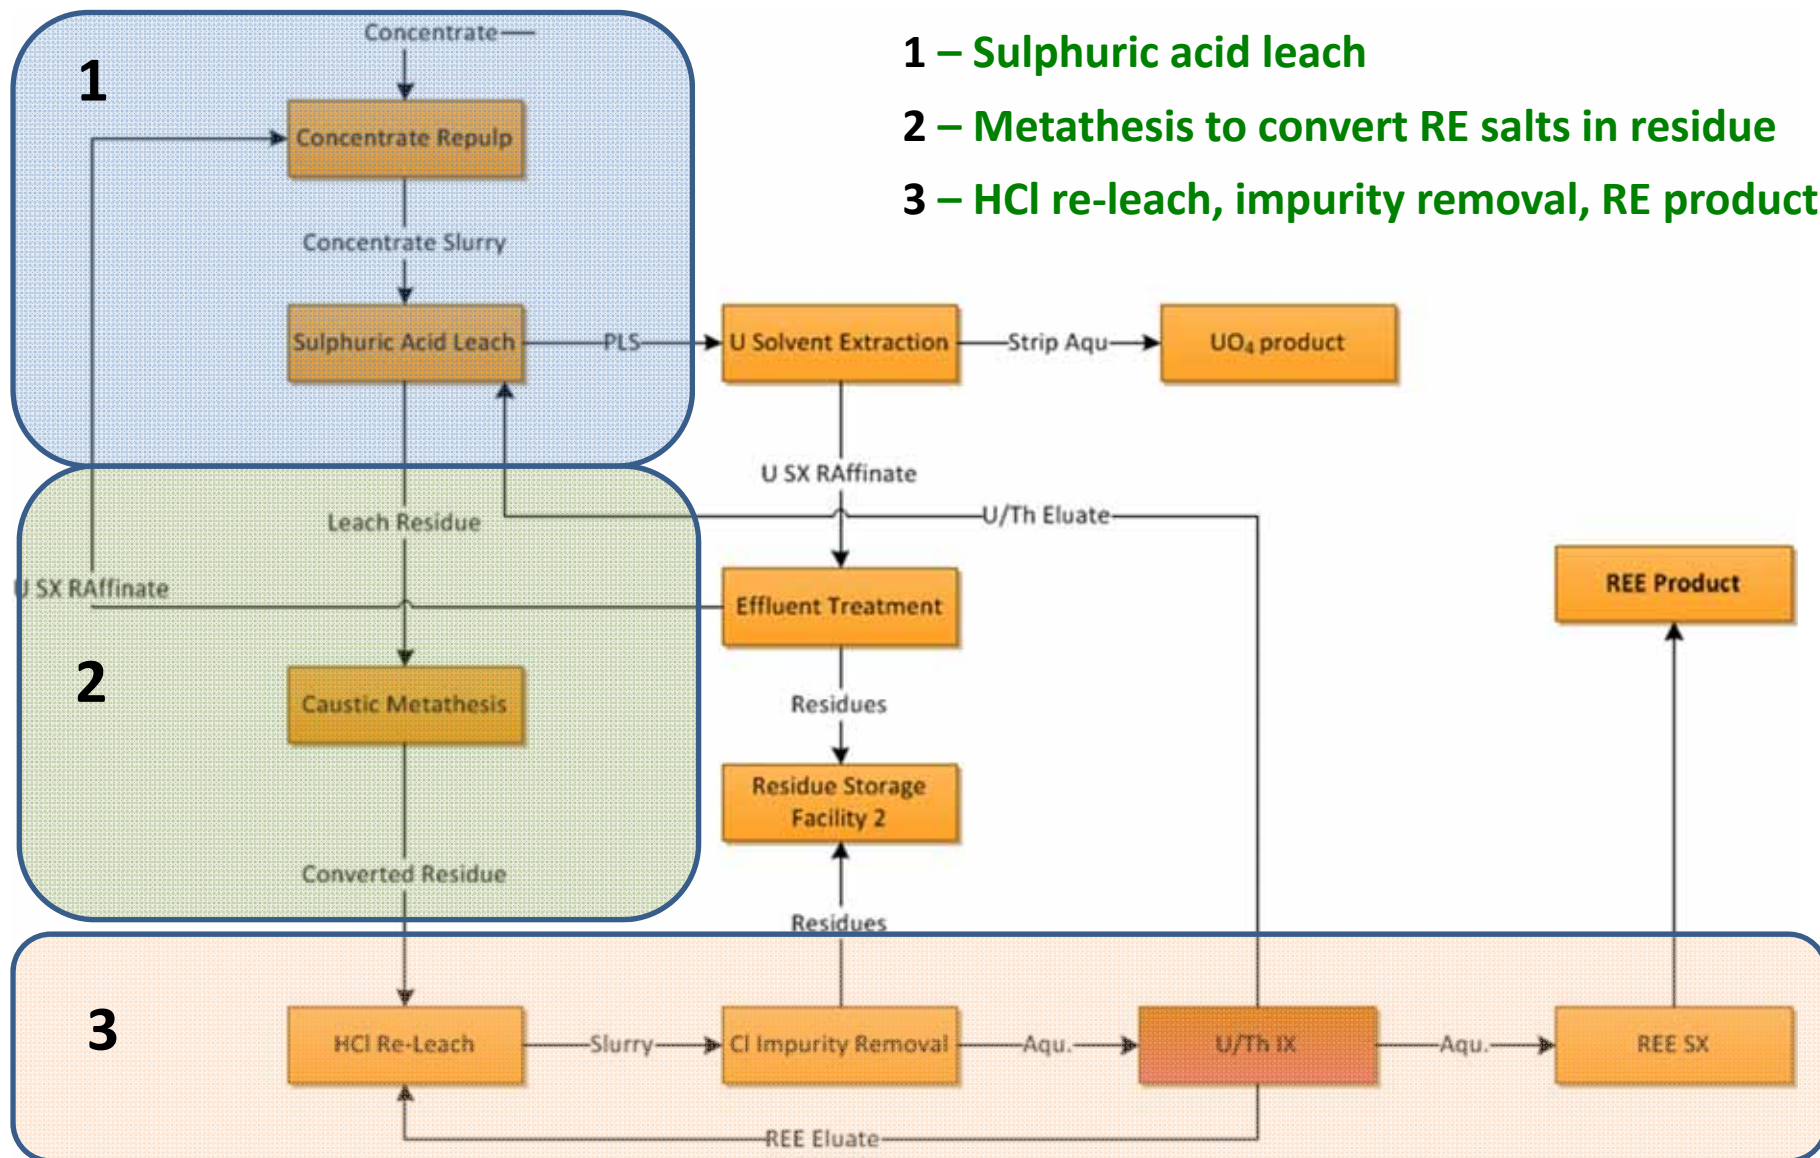 Concentrate
1
1 – Sulphuric acid leach
2 – Metathesis to convert RE salts in residue
3 – HCl re-leach, impurity removal, RE product
Concentrate Repulp
Concentrate Slurry
Sulphuric Acid Leach
PLS
U Solvent Extraction
Strip Aqu
UO₄ product
U SX RAffinate
Leach Residue
U/Th Eluate
U SX RAffinate
Effluent Treatment
REE Product
2
Caustic Metathesis
Residues
Residue Storage
Facility 2
Converted Residue
Residues
3
HCl Re-Leach
Slurry
Cl Impurity Removal
Aqu.
U/Th IX
Aqu.
REE SX
REE Eluate